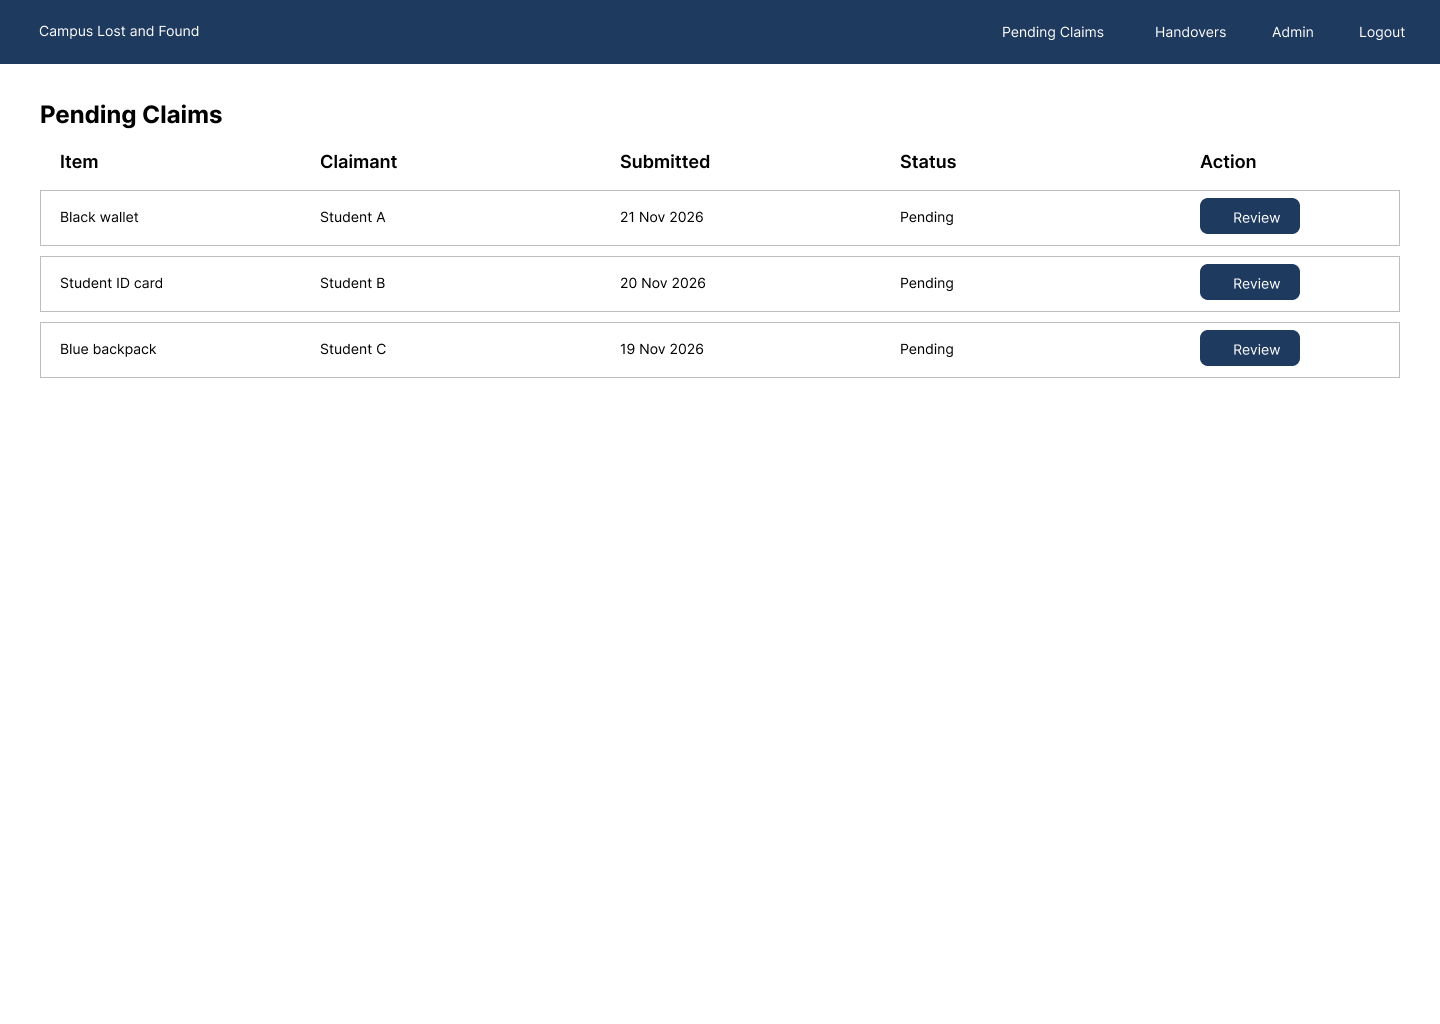 Campus Lost and Found Pending Claims Handovers Admin Logout
Pending Claims
Item Claimant Submitted Status Action
Black wallet Student A 21 Nov 2026 Pending Review
Student ID card Student B 20 Nov 2026 Pending Review
Blue backpack Student C 19 Nov 2026 Pending Review